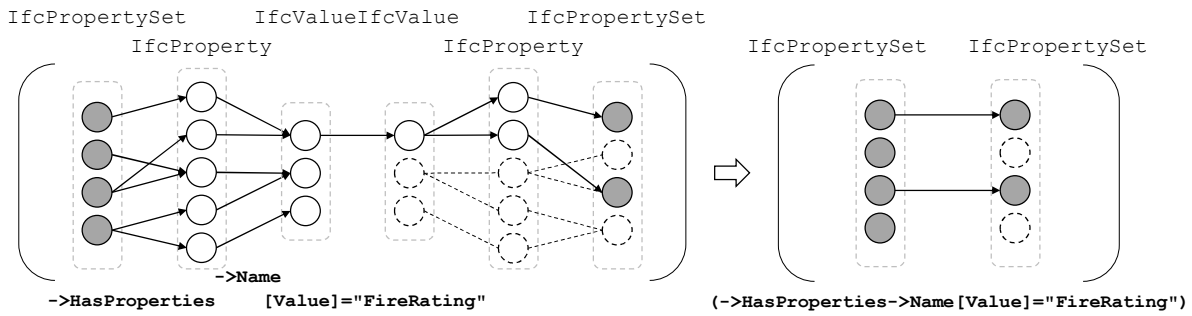 IfcPropertySet IfcValueIfcValue IfcPropertySet
IfcProperty IfcProperty IfcPropertySet IfcPropertySet
->Name
->HasProperties [Value]="FireRating" (->HasProperties->Name[Value]="FireRating")